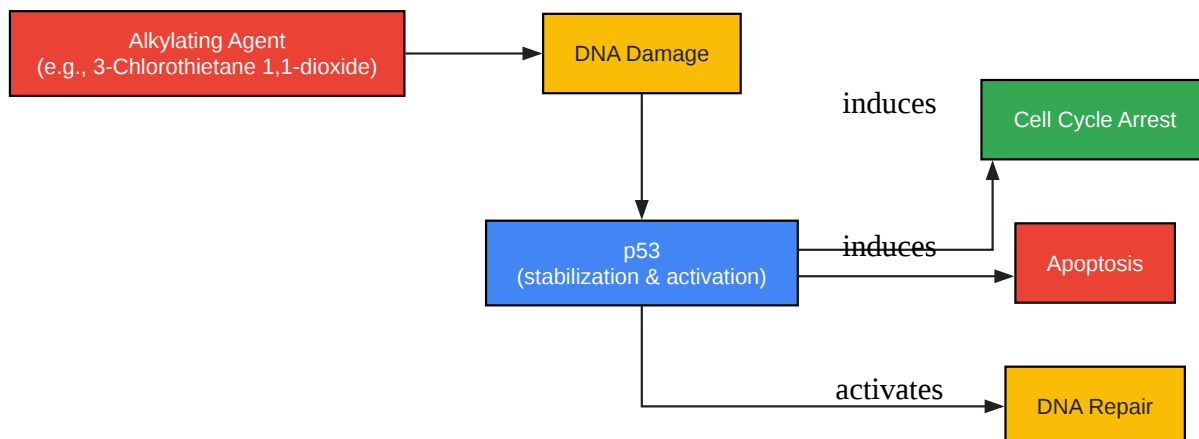 Alkylating Agent
(e.g., 3-Chlorothietane 1,1-dioxide)
DNA Damage
induces
Cell Cycle Arrest
p53
(stabilization & activation)
induces
Apoptosis
activates
DNA Repair